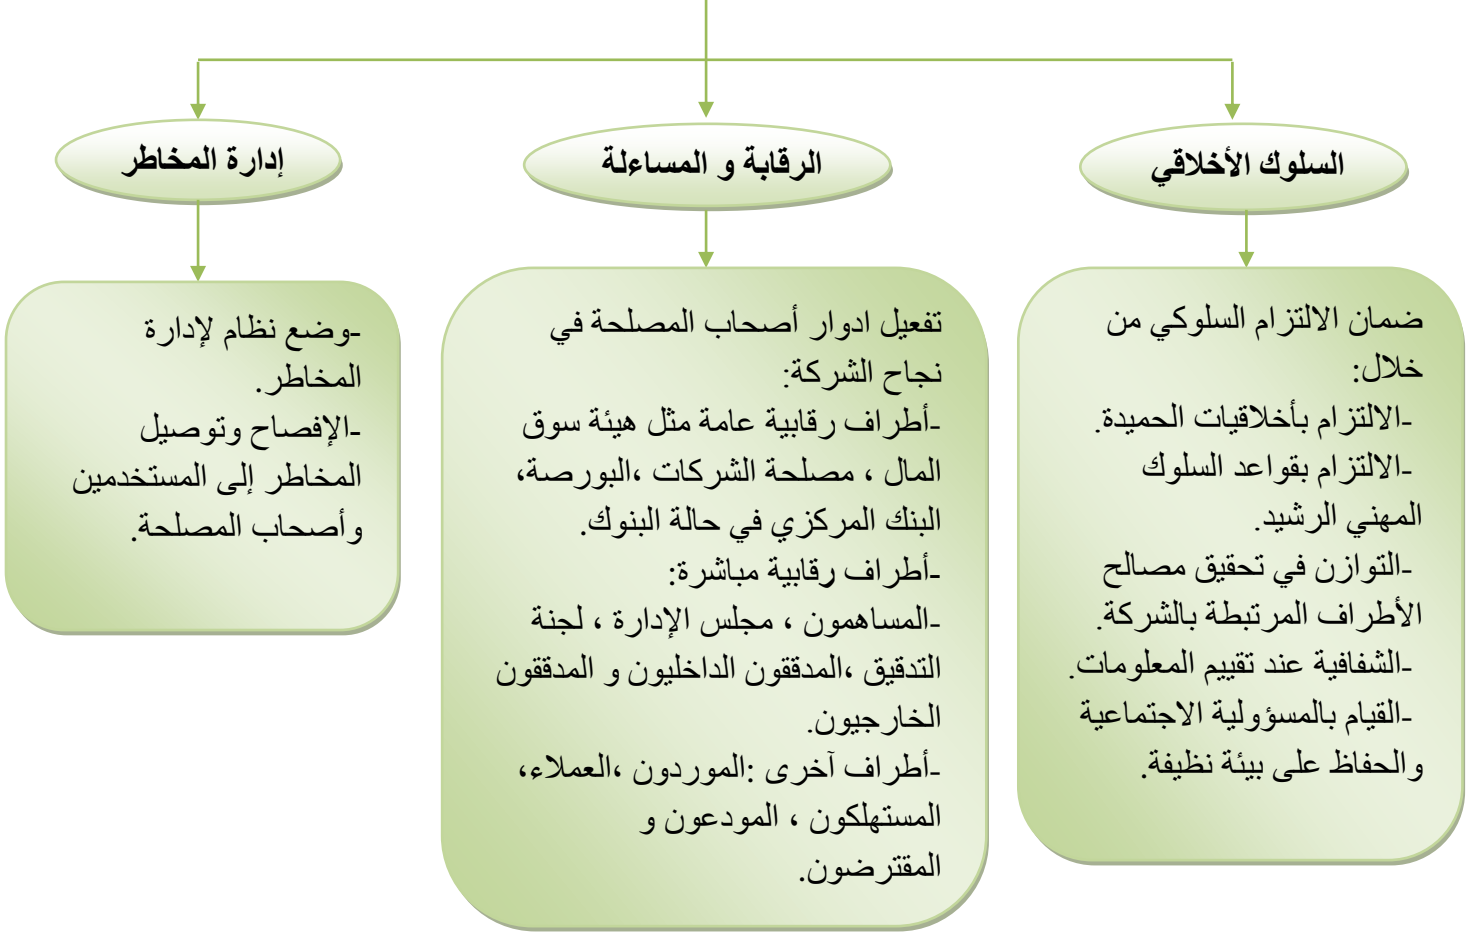 السلوك الأخلاقي
الرقابة و المساءلة
إدارة المخاطر
ضمان الالتزام السلوكي من
خلال:
-الالتزام بأخلاقيات الحميدة.
-الالتزام بقواعد السلوك
المهني الرشيد.
-التوازن في تحقيق مصالح
الأطراف المرتبطة بالشركة.
-الشفافية عند تقييم المعلومات.
-القيام بالمسؤولية الاجتماعية
والحفاظ على بيئة نظيفة.
تفعيل ادوار أصحاب المصلحة في
نجاح الشركة:
-أطراف رقابية عامة مثل هيئة سوق
المال ، مصلحة الشركات ،البورصة،
البنك المركزي في حالة البنوك.
-أطراف رقابية مباشرة:
-المساهمون ، مجلس الإدارة ، لجنة
التدقيق ،المدققون الداخليون و المدققون
الخارجيون.
-أطراف آخرى :الموردون ،العملاء،
المستهلكون ، المودعون و
المقترضون.
-وضع نظام لإدارة
المخاطر.
-الإفصاح وتوصيل
المخاطر إلى المستخدمين
وأصحاب المصلحة.